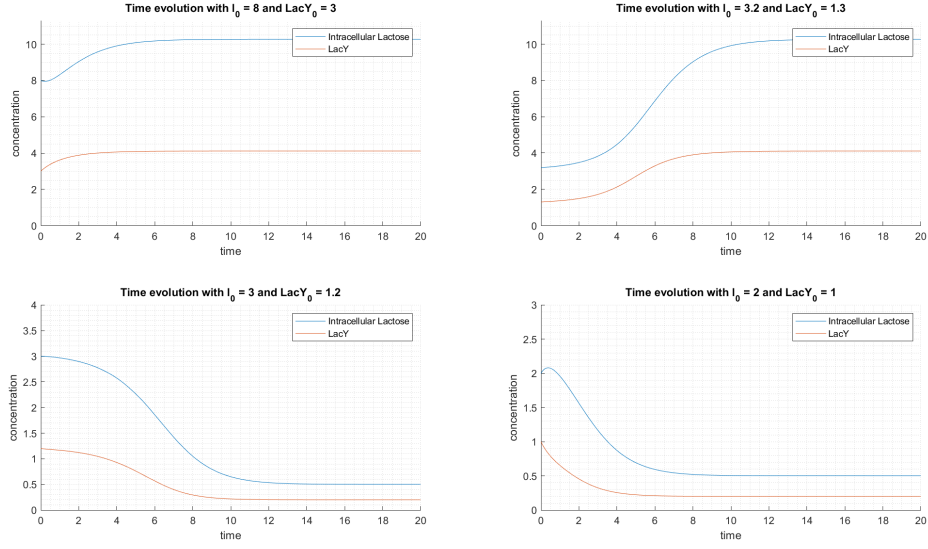 Time evolution with l0 = 8 and LacY0 = 3
Intracellular Lactose
LacY
concentration
10
8
6
4
2
0
0 2 4 6 8 10 12 14 16 18 20
time
Time evolution with l0 = 3.2 and LacY0 = 1.3
Intracellular Lactose
LacY
concentration
10
8
6
4
2
0
0 2 4 6 8 10 12 14 16 18 20
time
Time evolution with l0 = 3 and LacY0 = 1.2
Intracellular Lactose
LacY
concentration
4
3.5
3
2.5
2
1.5
1
0.5
0
0 2 4 6 8 10 12 14 16 18 20
time
Time evolution with l0 = 2 and LacY0 = 1
Intracellular Lactose
LacY
concentration
3
2.5
2
1.5
1
0.5
0
0 2 4 6 8 10 12 14 16 18 20
time